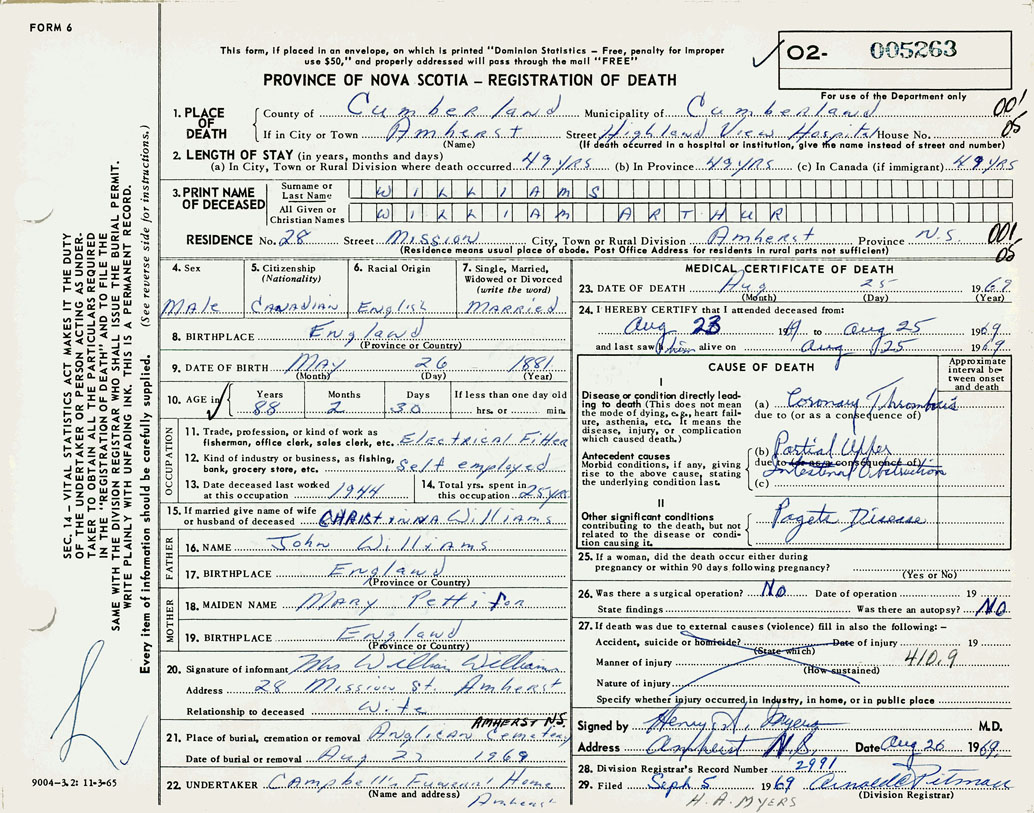 FORM 6
This form, if placed in an envelope, on which is printed "Dominion Statistics – Free, penalty for improper
use $50," and properly addressed will pass through the mail "FREE"
PROVINCE OF NOVA SCOTIA – REGISTRATION OF DEATH
O2- 005263
For use of the Department only
001
05
1. PLACE OF DEATH
County of Cumberland Municipality of Cumberland
If in City or Town Amherst Street Highland View Hospital House No.
(Name) (If death occurred in a hospital or institution, give the name instead of street and number)
2. LENGTH OF STAY (in years, months and days)
(a) In City, Town or Rural Division where death occurred 49 YRS (b) In Province 49 YRS (c) In Canada (if immigrant) 49 YRS
3. PRINT NAME OF DECEASED
Surname or Last Name WILLIAMS
All Given or Christian Names WILLIAM ARTHUR
RESIDENCE No. 28 Street Mission City, Town or Rural Division Amherst Province N.S.
(Residence means usual place of abode. Post Office Address for residents in rural parts not sufficient)
001
05
4. Sex
Male
5. Citizenship (Nationality)
Canadian
6. Racial Origin
English
7. Single, Married, Widowed or Divorced (write the word)
Married
8. BIRTHPLACE England
(Province or Country)
9. DATE OF BIRTH May 26 1881
(Month) (Day) (Year)
10. AGE in Years Months Days If less than one day old
88 2 30 hrs. or min.
OCCUPATION
11. Trade, profession, or kind of work as
fisherman, office clerk, sales clerk, etc. Electrical
12. Kind of industry or business, as fishing,
bank, grocery store, etc. self employed
13. Date deceased last worked
at this occupation 1944
14. Total yrs. spent in
this occupation 25 YRS
15. If married give name of wife
or husband of deceased Williams
FATHER
16. NAME John Williams
17. BIRTHPLACE England
(Province or Country)
MOTHER
18. MAIDEN NAME Mary
19. BIRTHPLACE England
(Province or Country)
20. Signature of informant Mrs William Williams
Address 28 Mission St. Amherst
Relationship to deceased Wife
AMHERST N.S.
21. Place of burial, cremation or removal Anglican Cemetery
Date of burial or removal Aug 27 1969
22. UNDERTAKER Campbell's Funeral Home
(Name and address) Amherst
MEDICAL CERTIFICATE OF DEATH
23. DATE OF DEATH Aug 25 1969
(Month) (Day) (Year)
24. I HEREBY CERTIFY that I attended deceased from:
Aug 23 19 to Aug 25 1969
and last saw him alive on Aug 25 1969
CAUSE OF DEATH
Approximate interval between onset and death
I
Disease or condition directly lead-
ing to death (This does not mean
the mode of dying, e.g., heart fail-
ure, asthenia, etc. It means the
disease, injury, or complication
which caused death.)
(a) Coronary Thrombosis
due to (or as a consequence of)
Antecedent causes
Morbid conditions, if any, giving
rise to the above cause, stating
the underlying condition last.
(b) Partial Upper
due to (or as a consequence of)
Intestinal Obstruction
(c)
II
Other significant conditions
contributing to the death, but not
related to the disease or condi-
tion causing it.
Pagets Disease
25. If a woman, did the death occur either during
pregnancy or within 90 days following pregnancy?
(Yes or No)
26. Was there a surgical operation? No Date of operation 19
State findings Was there an autopsy? No
27. If death was due to external causes (violence) fill in also the following: –
Accident, suicide or homicide? Date of injury 19
(State which)
Manner of injury 410.9
(How sustained)
Nature of injury
Specify whether injury occurred in industry, in home, or in public place
Signed by Henry A. Myers M.D.
Address Amherst N.S. Date Aug 26 1969
28. Division Registrar's Record Number 2991
29. Filed Sept 5 1969 Pitman
(Division Registrar)
H. A. MYERS
SEC. 14 – VITAL STATISTICS ACT MAKES IT THE DUTY
OF THE UNDERTAKER OR PERSON ACTING AS UNDER-
TAKER TO OBTAIN ALL THE PARTICULARS REQUIRED
IN THE "REGISTRATION OF DEATH" AND TO FILE THE
SAME WITH THE DIVISION REGISTRAR WHO SHALL ISSUE THE BURIAL PERMIT.
WRITE PLAINLY WITH UNFADING INK. THIS IS A PERMANENT RECORD.
Every item of information should be carefully supplied. (See reverse side for instructions.)
9004-3.2: 11-3-65